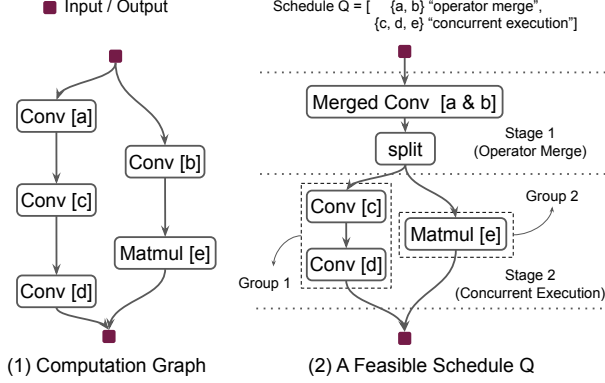 Input / Output
Conv [a]
Conv [b]
Conv [c]
Matmul [e]
Conv [d]
(1) Computation Graph
Schedule Q = [ {a, b} “operator merge”,
{c, d, e} “concurrent execution”]
Merged Conv [a & b]
split
Stage 1
(Operator Merge)
Conv [c]
Group 2
Matmul [e]
Conv [d]
Group 1
Stage 2
(Concurrent Execution)
(2) A Feasible Schedule Q